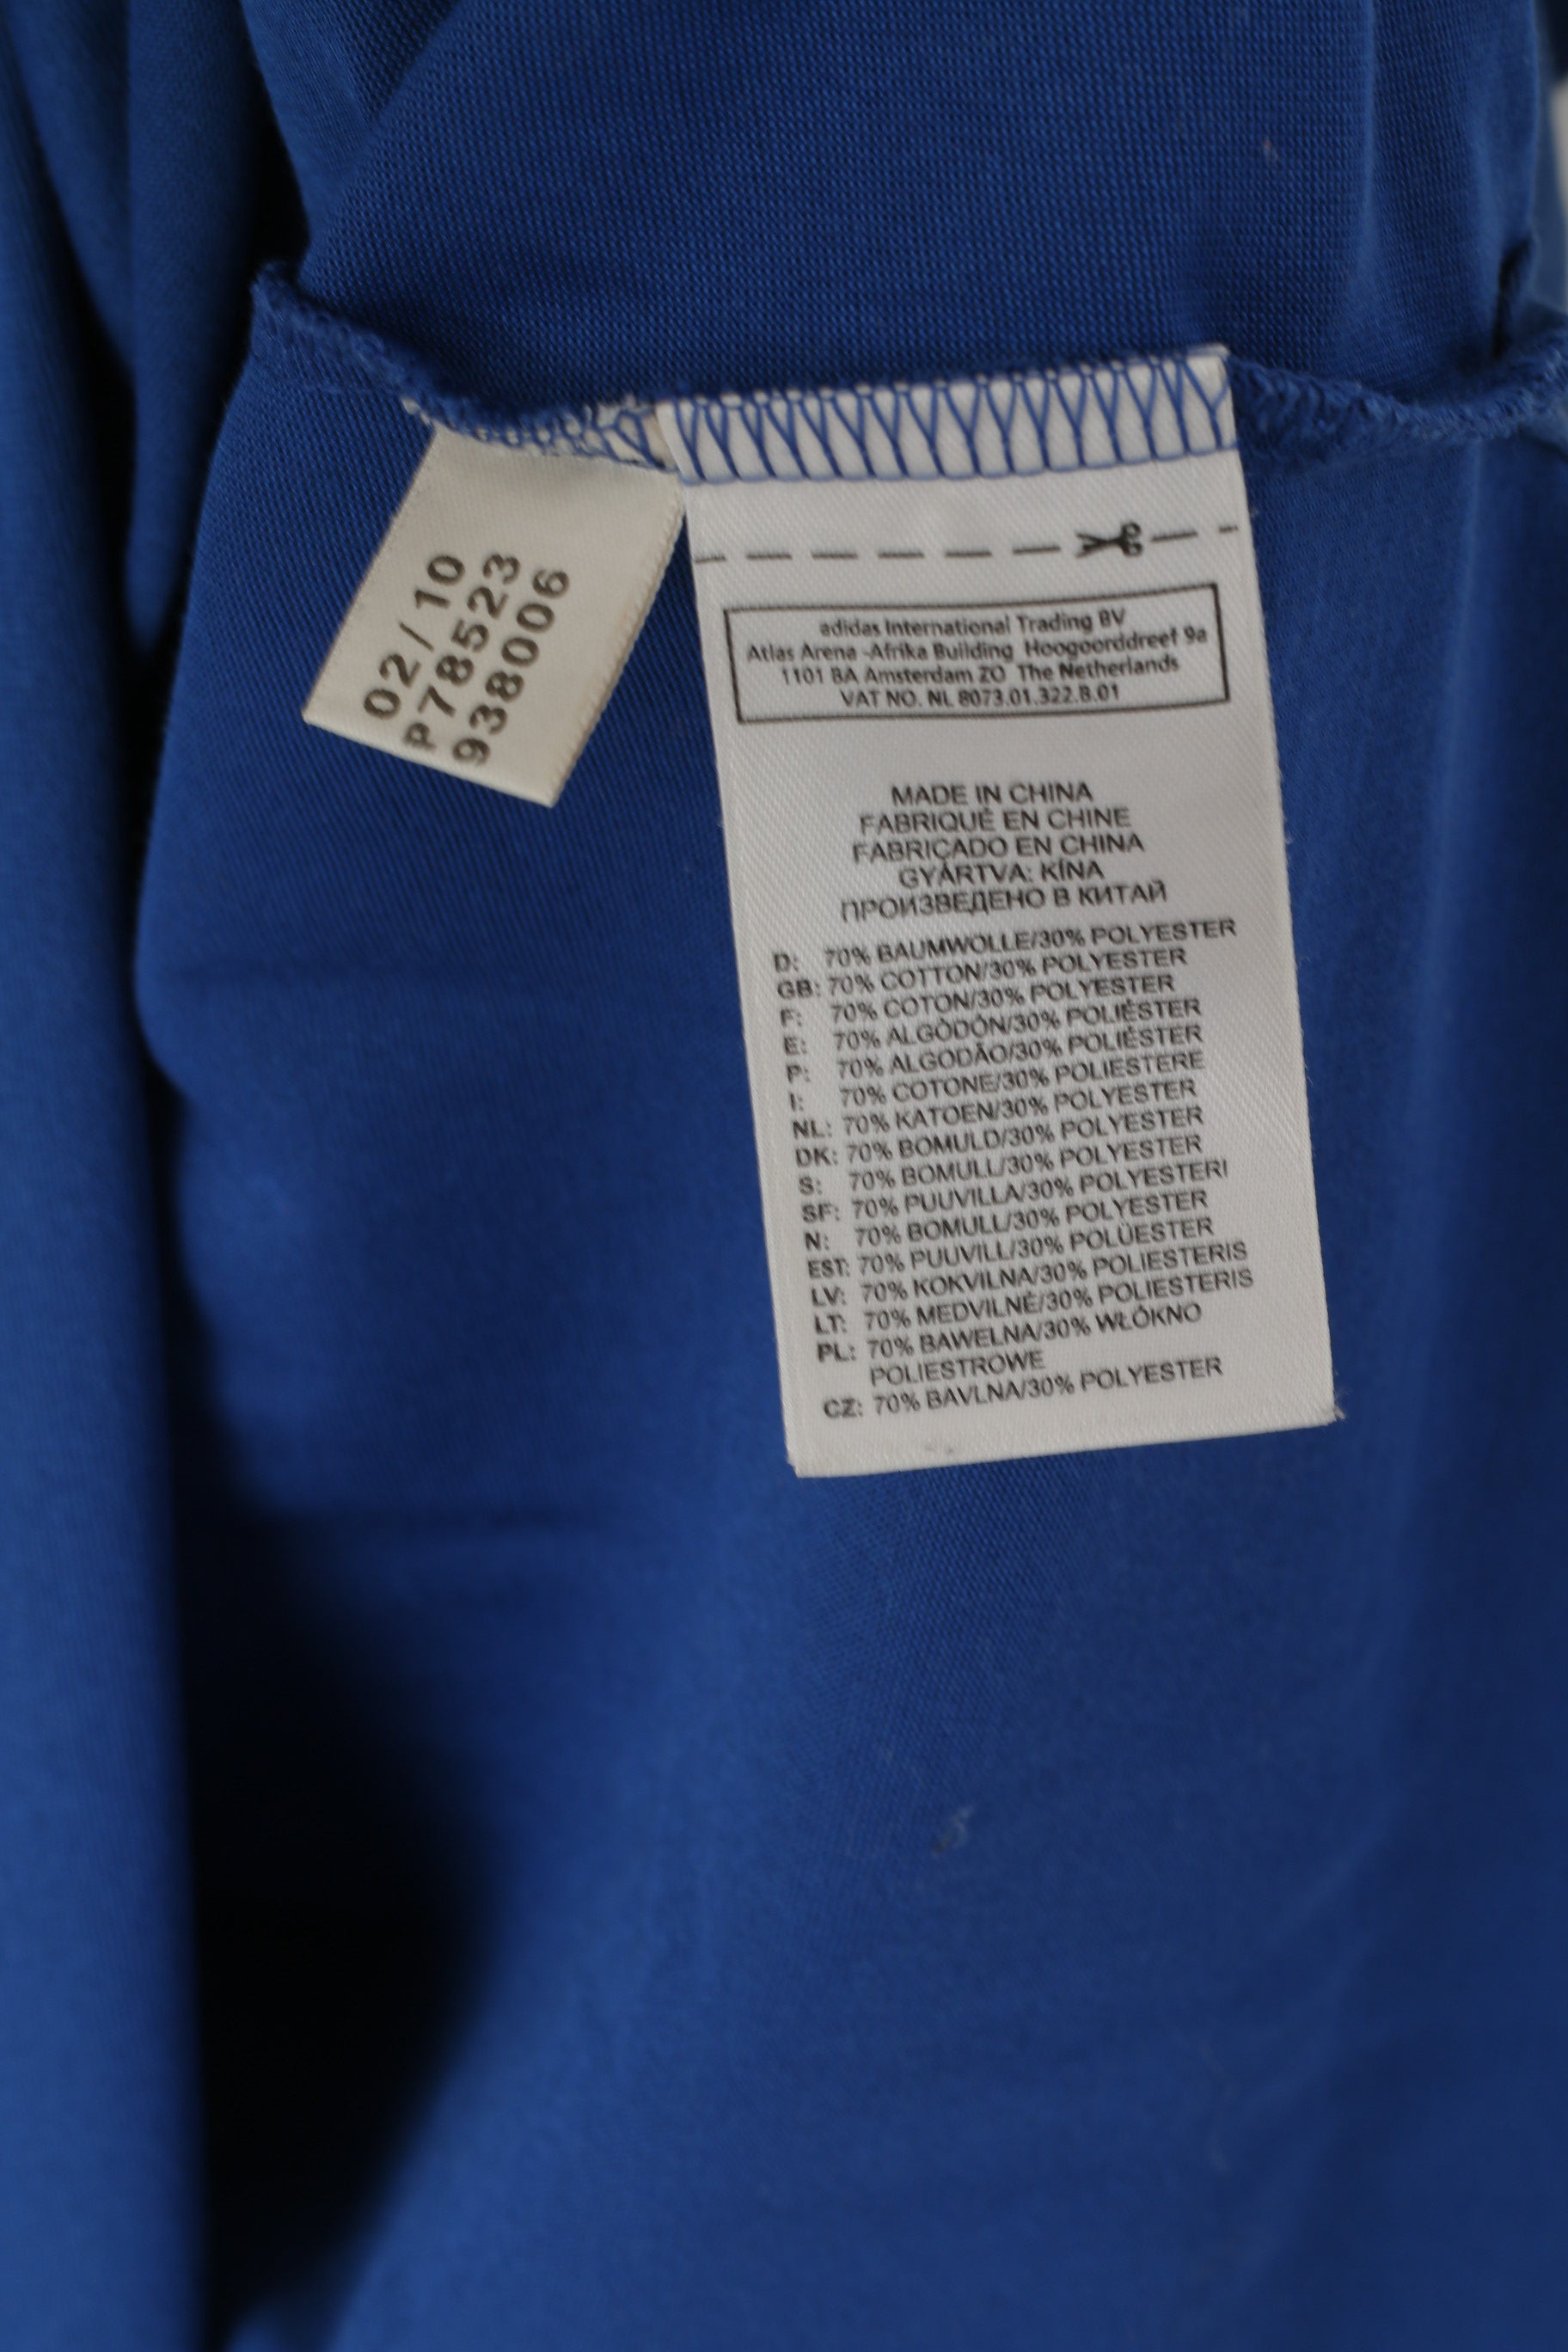 02/10
P78523
938006
adidas International Trading BV
Atlas Arena -Afrika Building Hoogoorddreef 9a
1101 BA Amsterdam ZO The Netherlands
VAT NO. NL 8073.01.322.B.01
MADE IN CHINA
FABRIQUÉ EN CHINE
FABRICADO EN CHINA
GYÁRTVA: KÍNA
ПРОИЗВЕДЕНО В КИТАЙ
D: 70% BAUMWOLLE/30% POLYESTER
GB: 70% COTTON/30% POLYESTER
F: 70% COTON/30% POLYESTER
E: 70% ALGÒDÓN/30% POLIÉSTER
P: 70% ALGODÃO/30% POLIÉSTER
I: 70% COTONE/30% POLIESTERE
NL: 70% KATOEN/30% POLYESTER
DK: 70% BOMULD/30% POLYESTER
S: 70% BOMULL/30% POLYESTER
SF: 70% PUUVILLA/30% POLYESTERI
N: 70% BOMULL/30% POLYESTER
EST: 70% PUUVILL/30% POLÜESTER
LV: 70% KOKVILNA/30% POLIESTERIS
LT: 70% MEDVILNĖ/30% POLIESTERIS
PL: 70% BAWEŁNA/30% WŁÓKNO
POLIESTROWE
CZ: 70% BAVLNA/30% POLYESTER